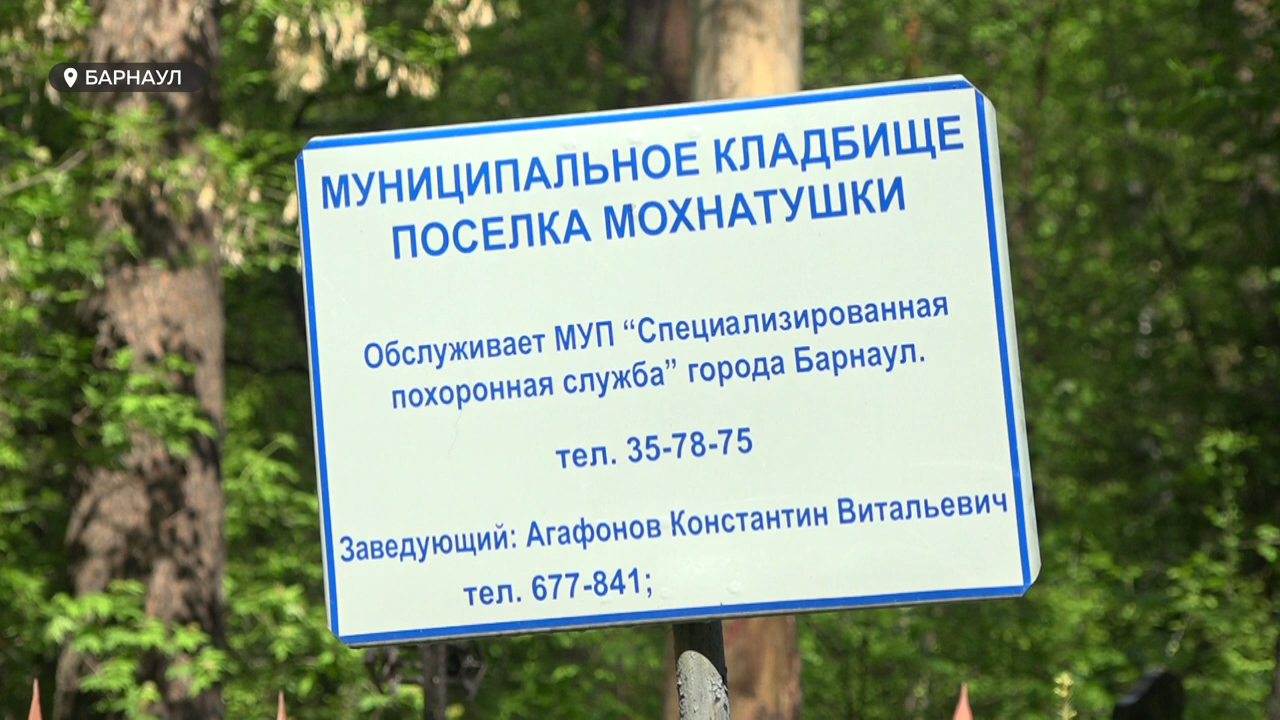 БАРНАУЛ
МУНИЦИПАЛЬНОЕ КЛАДБИЩЕ
ПОСЕЛКА МОХНАТУШКИ
Обслуживает МУП “Специализированная
похоронная служба” города Барнаул.
тел. 35-78-75
Заведующий: Агафонов Константин Витальевич
тел. 677-841;